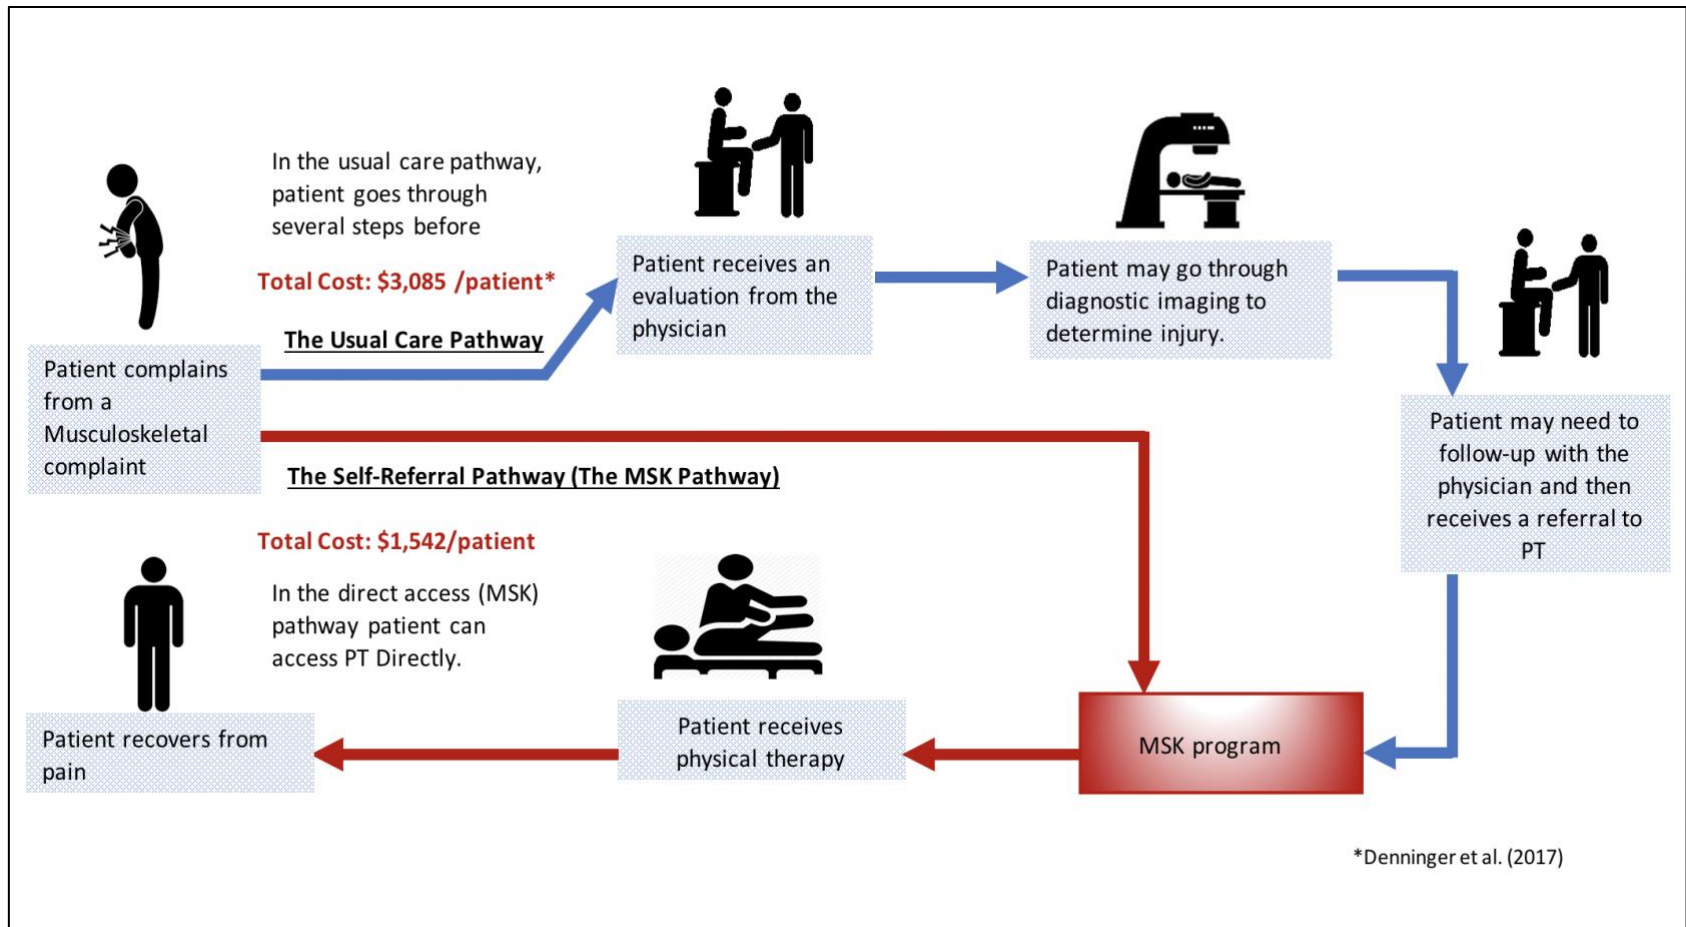 In the usual care pathway,
patient goes through
several steps before
Total Cost: $3,085 /patient*
The Usual Care Pathway
Patient complains
from a
Musculoskeletal
complaint
Patient receives an
evaluation from the
physician
Patient may go through
diagnostic imaging to
determine injury.
Patient may need to
follow-up with the
physician and then
receives a referral to
PT
The Self-Referral Pathway (The MSK Pathway)
Total Cost: $1,542/patient
In the direct access (MSK)
pathway patient can
access PT Directly.
MSK program
Patient receives
physical therapy
Patient recovers from
pain
*Denninger et al. (2017)